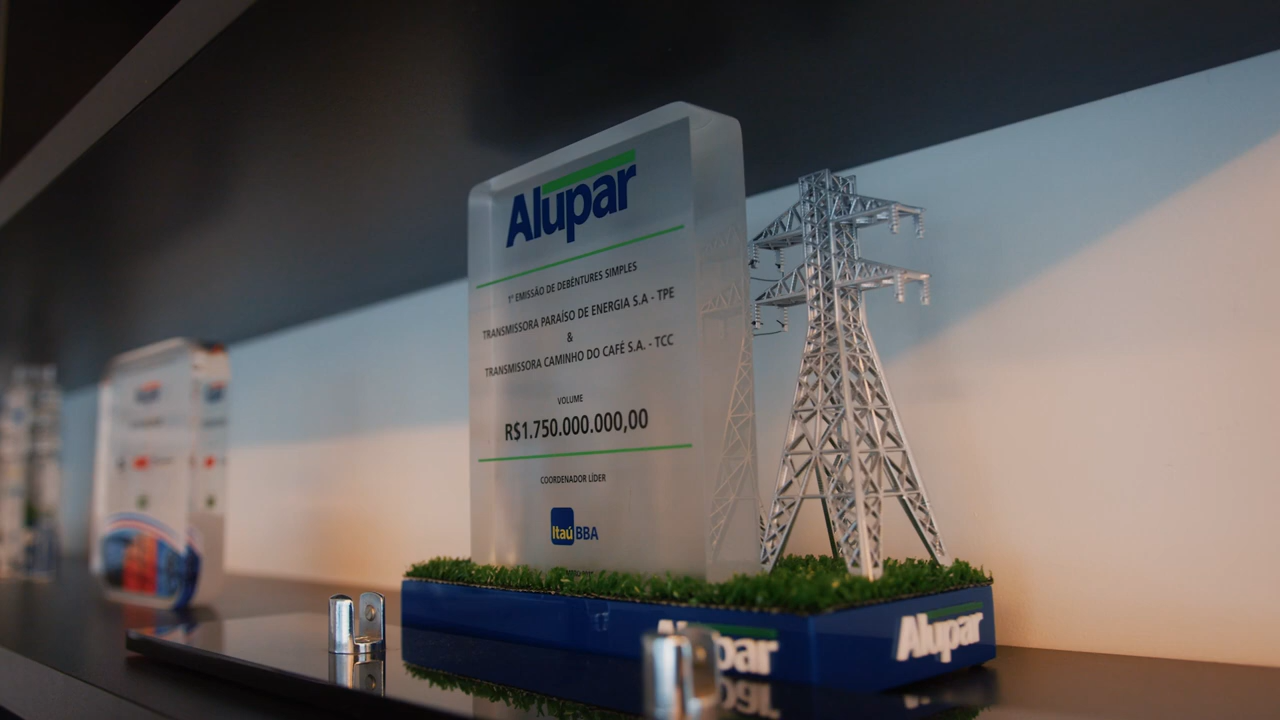 Alupar
1ª EMISSÃO DE DEBÊNTURES SIMPLES
TRANSMISSORA PARAÍSO DE ENERGIA S.A - TPE
&
TRANSMISSORA CAMINHO DO CAFÉ S.A. - TCC
VOLUME
R$1.750.000.000,00
COORDENADOR LÍDER
Itaú BBA
Alupar
Alupar